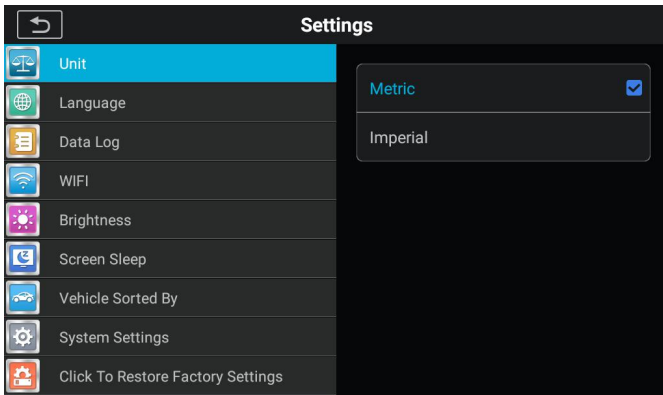 Settings
Unit
Language
Data Log
WIFI
Brightness
Screen Sleep
Vehicle Sorted By
System Settings
Click To Restore Factory Settings
Metric
Imperial